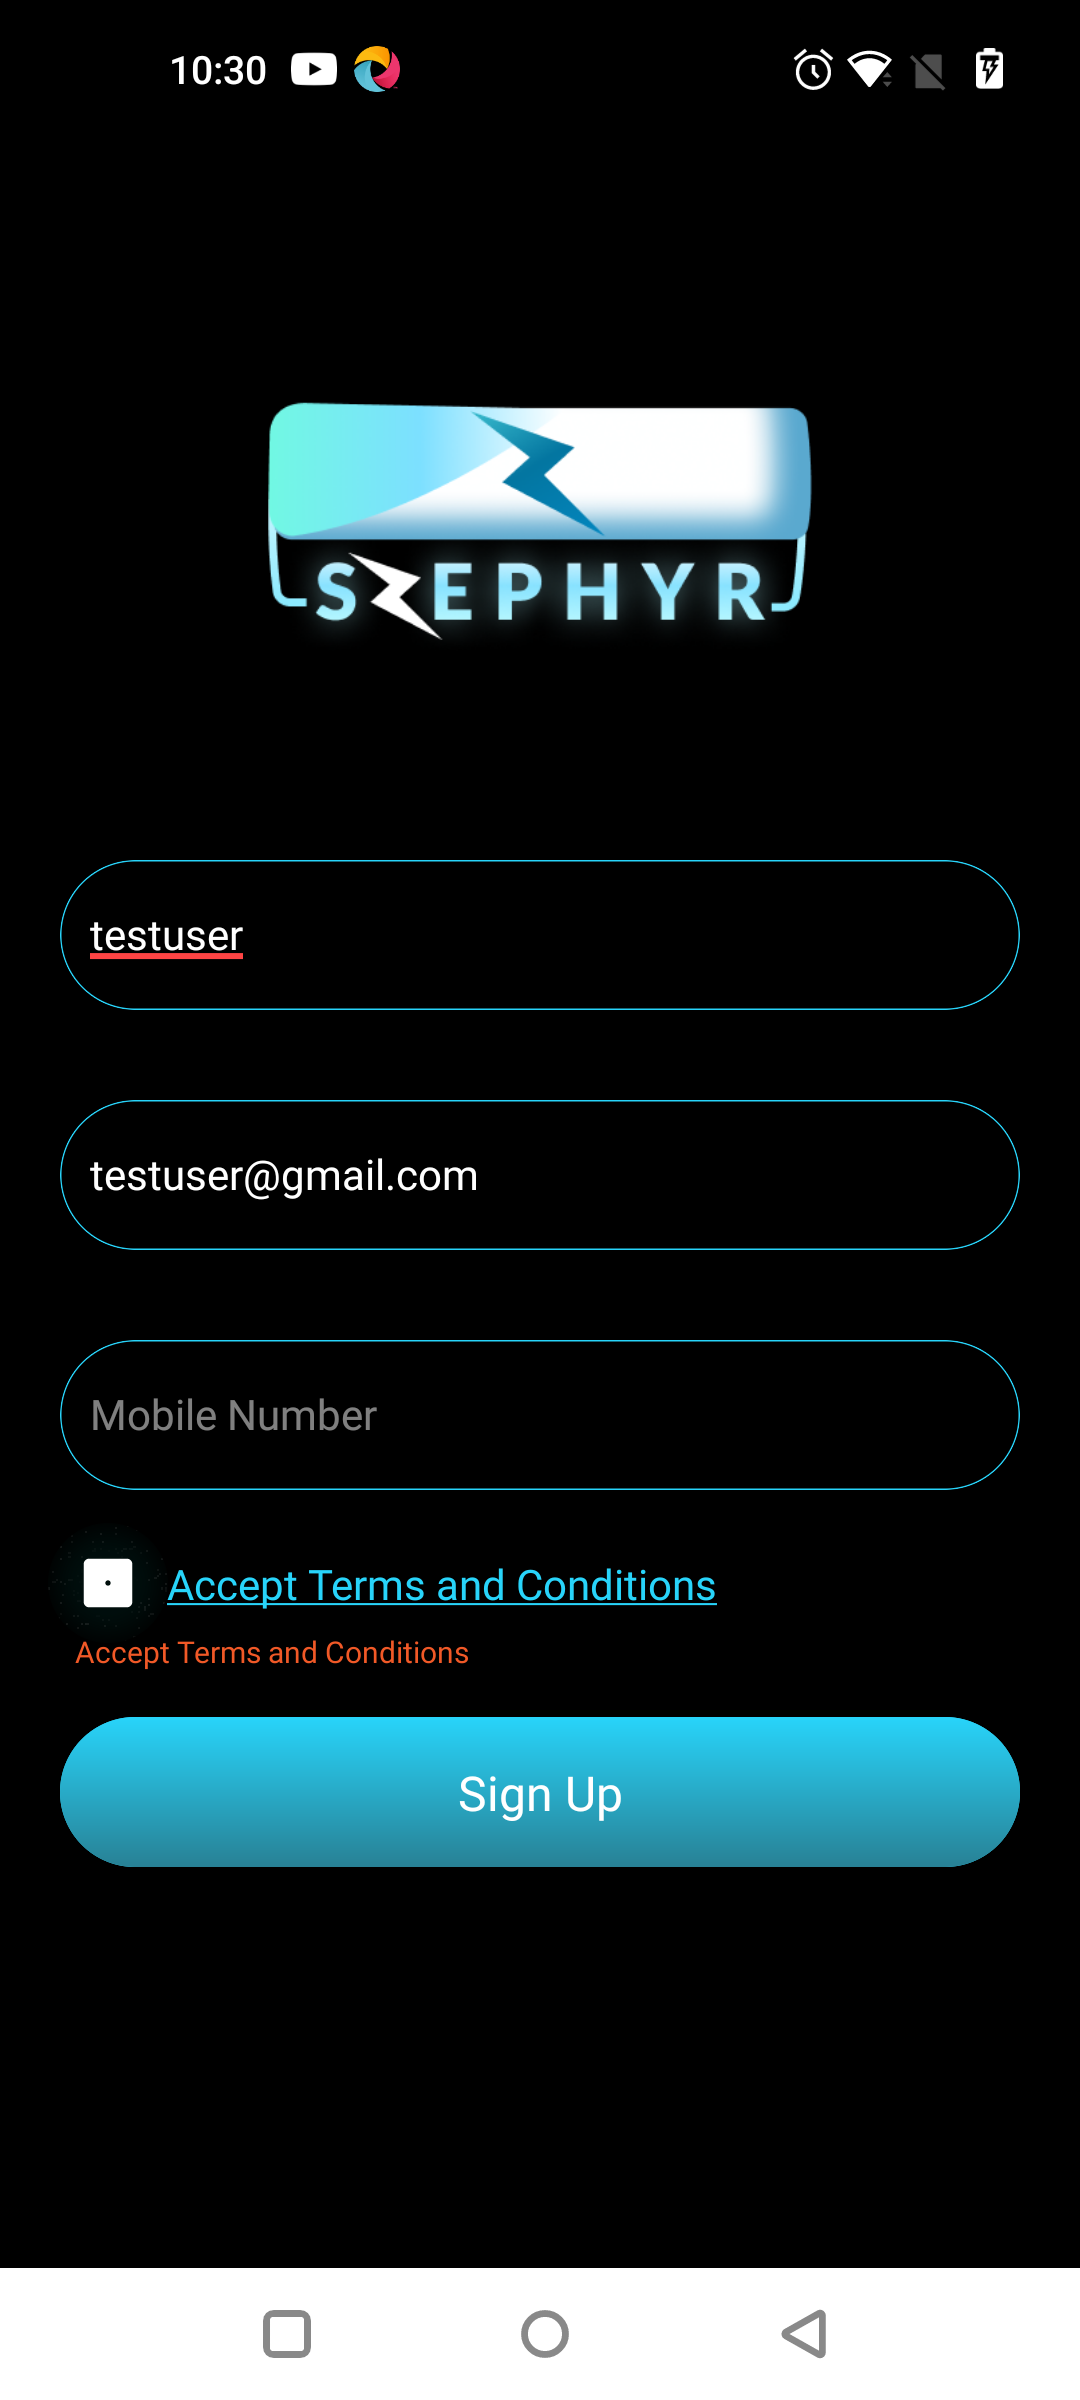 10:30
SZEPHYR
testuser
testuser@gmail.com
Mobile Number
Accept Terms and Conditions
Accept Terms and Conditions
Sign Up